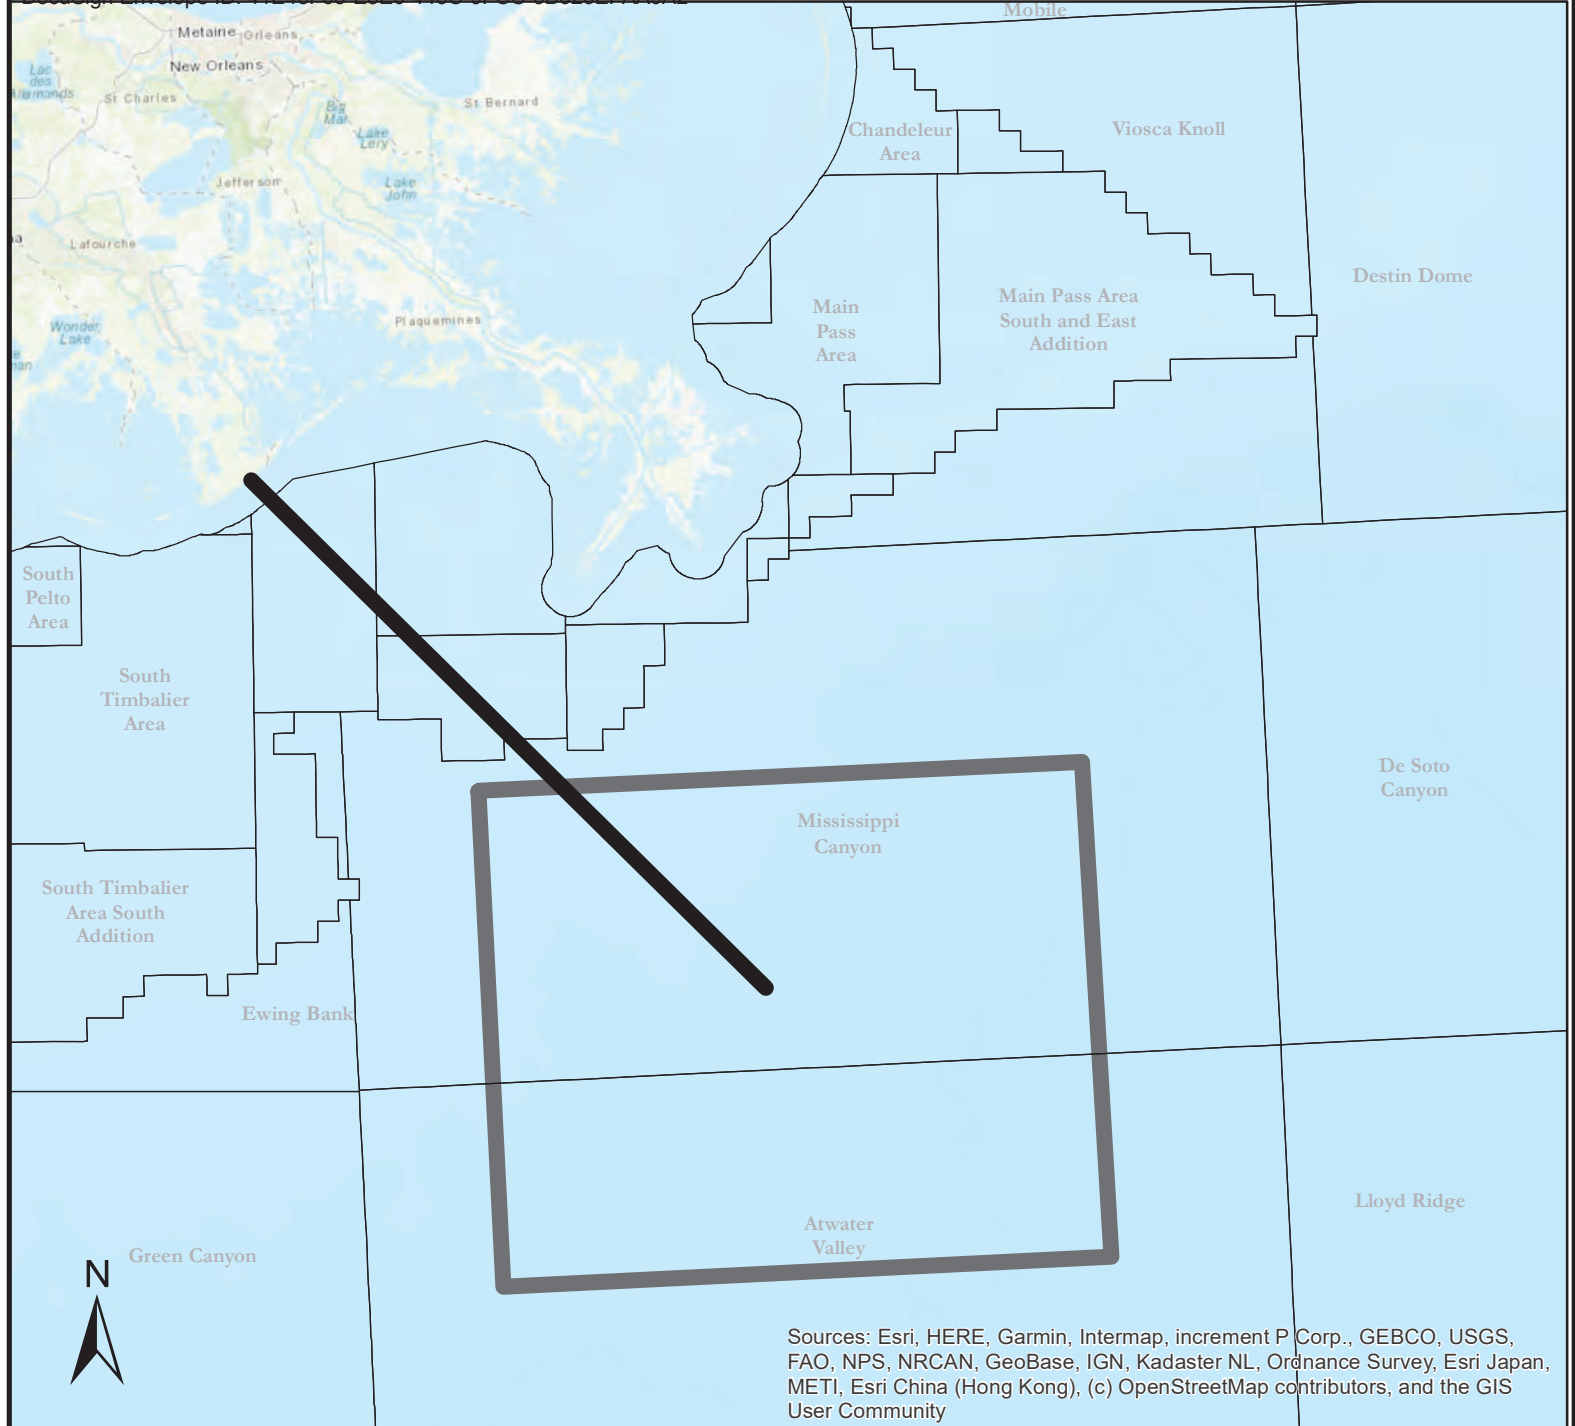 Mobile
Metairie
Orleans
New Orleans
Lac
des
Allemands
St Charles
St Bernard
Big
Mar
Lake
Lery
Chandeleur
Area
Viosca Knoll
Jefferson
Lake
John
Lafourche
Destin Dome
Main
Pass
Area
Main Pass Area
South and East
Addition
Plaquemines
Wonder
Lake
South
Pelto
Area
South
Timbalier
Area
De Soto
Canyon
Mississippi
Canyon
South Timbalier
Area South
Addition
Ewing Bank
Lloyd Ridge
Atwater
Valley
Green Canyon
N
Sources: Esri, HERE, Garmin, Intermap, increment P Corp., GEBCO, USGS,
FAO, NPS, NRCAN, GeoBase, IGN, Kadaster NL, Ordnance Survey, Esri Japan,
METI, Esri China (Hong Kong), (c) OpenStreetMap contributors, and the GIS
User Community